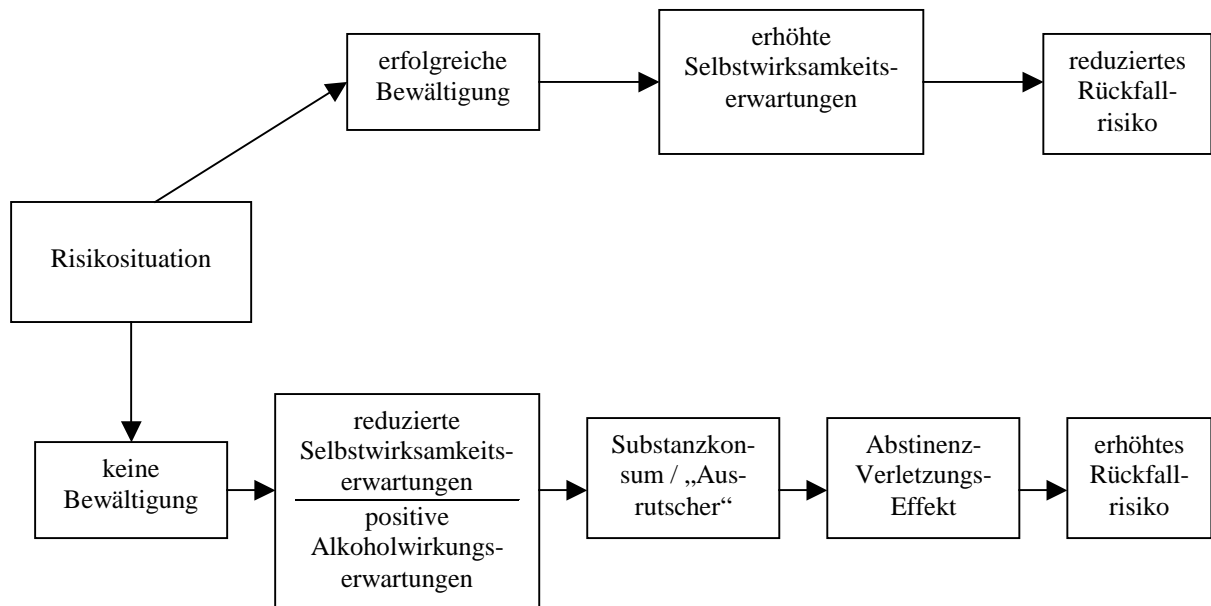 erfolgreiche
Bewältigung
erhöhte
Selbstwirksamkeits-
erwartungen
reduziertes
Rückfall-
risiko
Risikosituation
keine
Bewältigung
reduzierte
Selbstwirksamkeits-
erwartungen
positive
Alkoholwirkungs-
erwartungen
Substanzkon-
sum / „Aus-
rutscher“
Abstinenz-
Verletzungs-
Effekt
erhöhtes
Rückfall-
risiko